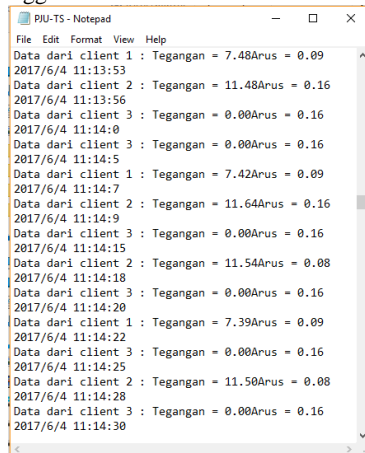 PJU-TS - Notepad
File Edit Format View Help
Data dari client 1 : Tegangan = 7.48Arus = 0.09
2017/6/4 11:13:53
Data dari client 2 : Tegangan = 11.48Arus = 0.16
2017/6/4 11:13:56
Data dari client 3 : Tegangan = 0.00Arus = 0.16
2017/6/4 11:14:0
Data dari client 3 : Tegangan = 0.00Arus = 0.16
2017/6/4 11:14:5
Data dari client 1 : Tegangan = 7.42Arus = 0.09
2017/6/4 11:14:7
Data dari client 2 : Tegangan = 11.64Arus = 0.16
2017/6/4 11:14:9
Data dari client 3 : Tegangan = 0.00Arus = 0.16
2017/6/4 11:14:15
Data dari client 2 : Tegangan = 11.54Arus = 0.08
2017/6/4 11:14:18
Data dari client 3 : Tegangan = 0.00Arus = 0.16
2017/6/4 11:14:20
Data dari client 1 : Tegangan = 7.39Arus = 0.09
2017/6/4 11:14:22
Data dari client 3 : Tegangan = 0.00Arus = 0.16
2017/6/4 11:14:25
Data dari client 2 : Tegangan = 11.50Arus = 0.08
2017/6/4 11:14:28
Data dari client 3 : Tegangan = 0.00Arus = 0.16
2017/6/4 11:14:30